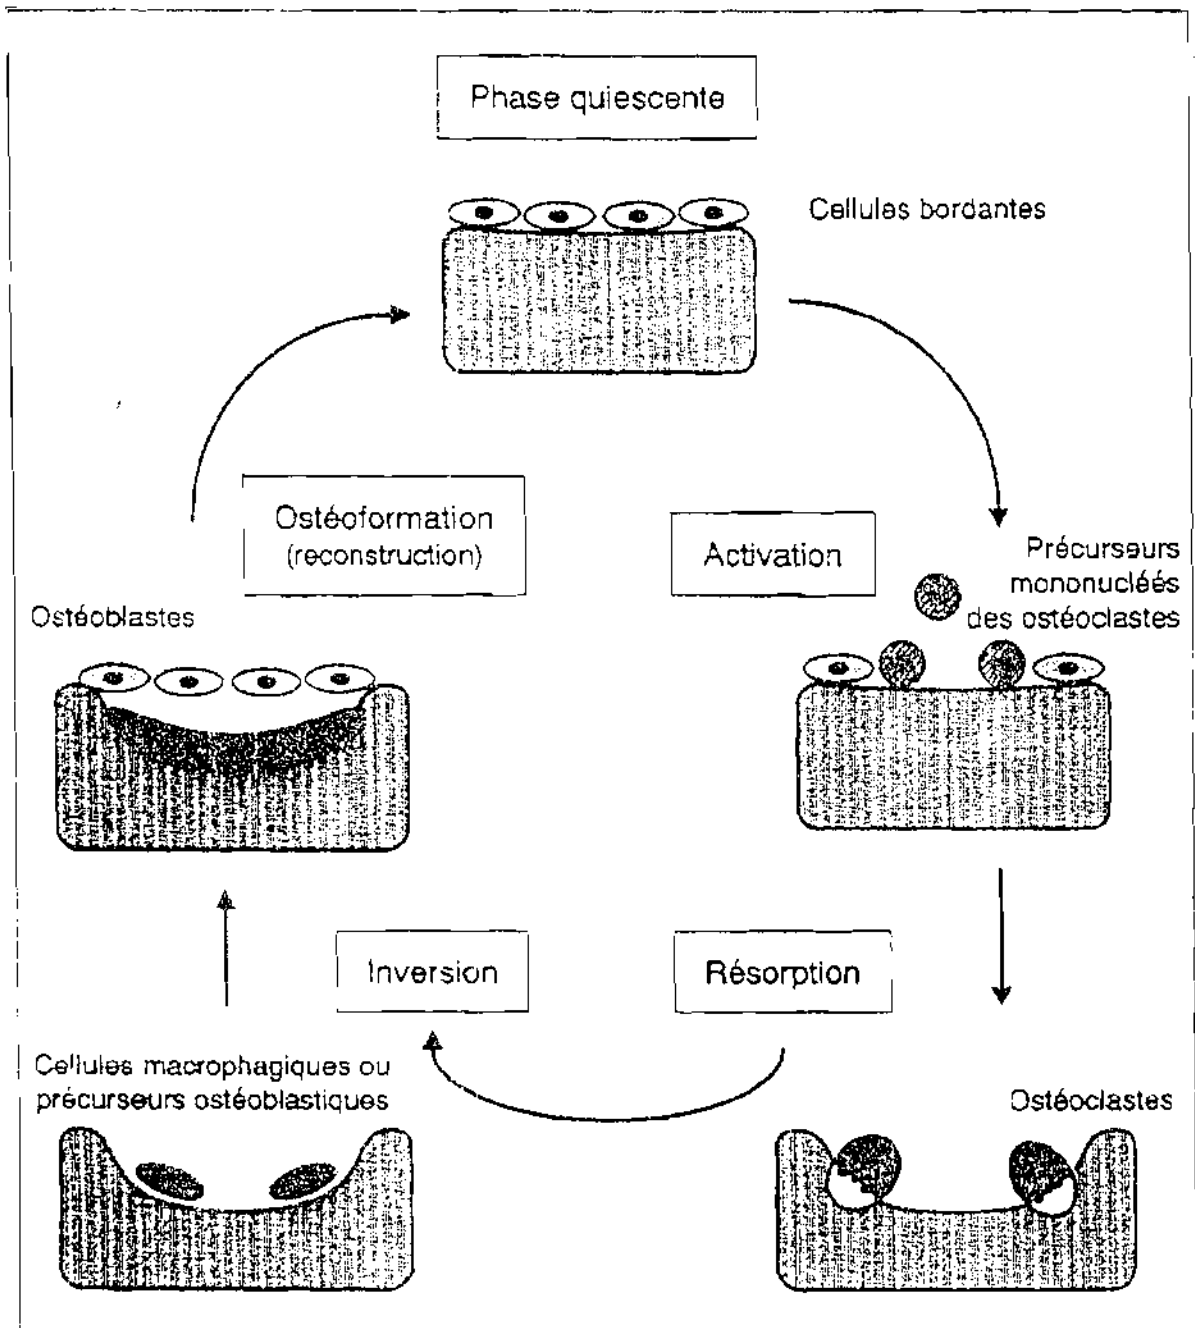 Phase quiescente
Cellules bordantes
Ostéoformation
(reconstruction)
Activation
Précurseurs
mononucléés
des ostéoclastes
Ostéoblastes
Inversion
Résorption
Cellules macrophagiques ou
précurseurs ostéoblastiques
Ostéoclastes